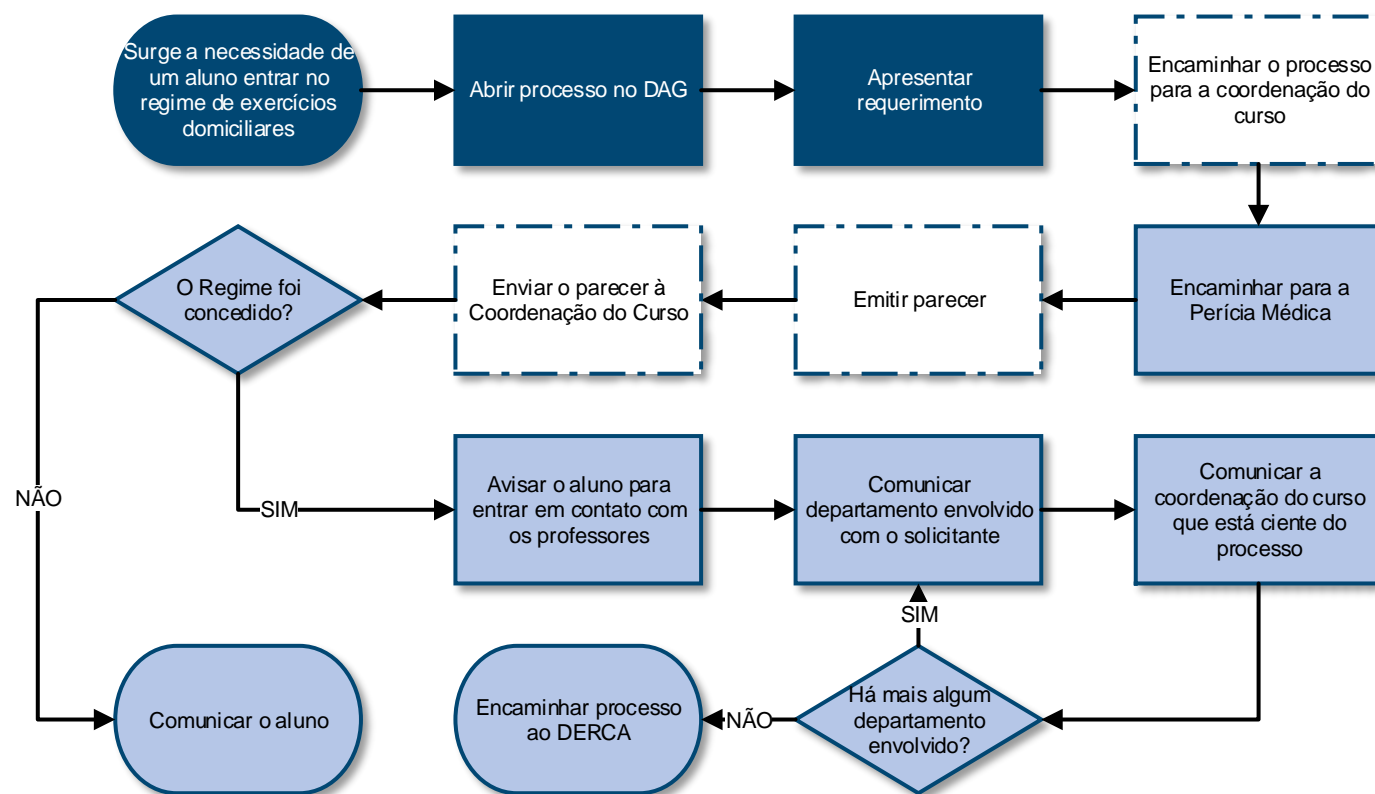 Surge a necessidade de
um aluno entrar no
regime de exercícios
domiciliares
Abrir processo no DAG
Apresentar
requerimento
Encaminhar o processo
para a coordenação do
curso
O Regime foi
concedido?
Enviar o parecer à
Coordenação do Curso
Emitir parecer
Encaminhar para a
Perícia Médica
NÃO
SIM
Avisar o aluno para
entrar em contato com
os professores
Comunicar
departamento envolvido
com o solicitante
Comunicar a
coordenação do curso
que está ciente do
processo
SIM
Comunicar o aluno
Encaminhar processo
ao DERCA
NÃO
Há mais algum
departamento
envolvido?